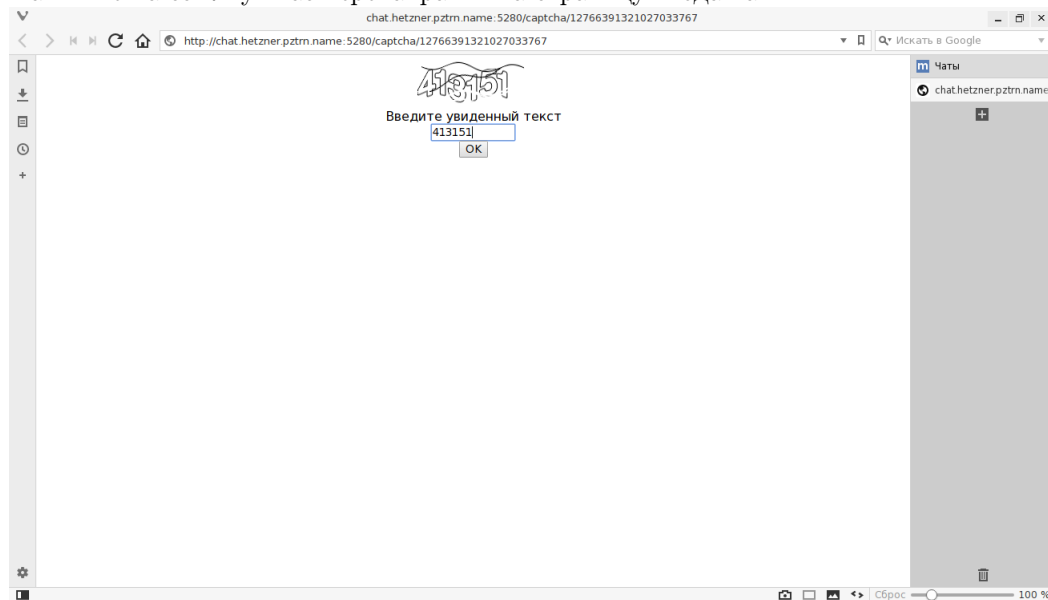 chat.hetzner.pztrn.name:5280/captcha/12766391321027033767
http://chat.hetzner.pztrn.name:5280/captcha/12766391321027033767
Искать в Google
Чаты
chat.hetzner.pztrn.name
413151
Введите увиденный текст
413151
OK
Сброс
100 %